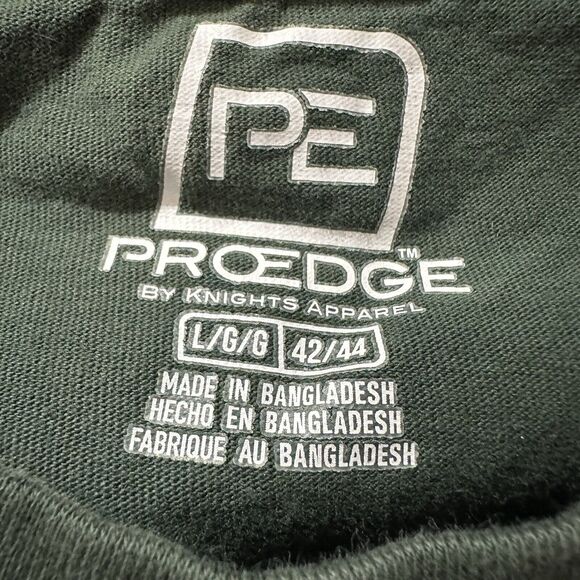 PE
PROEDGE™
BY KNIGHTS APPAREL
L/G/G 42/44
MADE IN BANGLADESH
HECHO EN BANGLADESH
FABRIQUE AU BANGLADESH